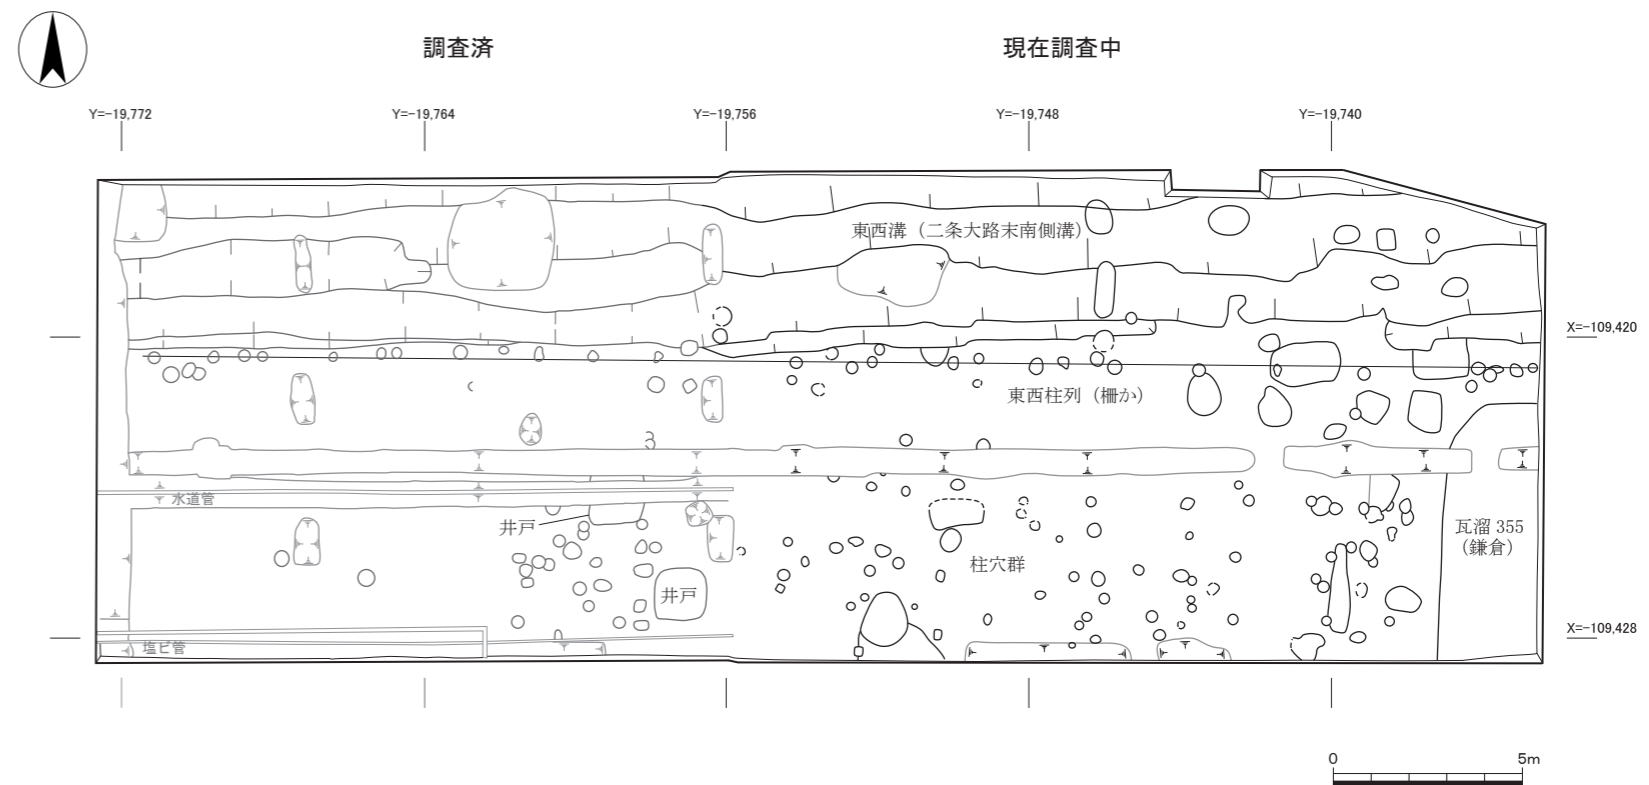 調査済
現在調査中
Y=-19,772
Y=-19,764
Y=-19,756
Y=-19,748
Y=-19,740
東西溝（二条大路末南側溝）
X=-109,420
東西柱列（柵か）
水道管
井戸
瓦溜 355
（鎌倉）
柱穴群
井戸
X=-109,428
塩ビ管
0
5m